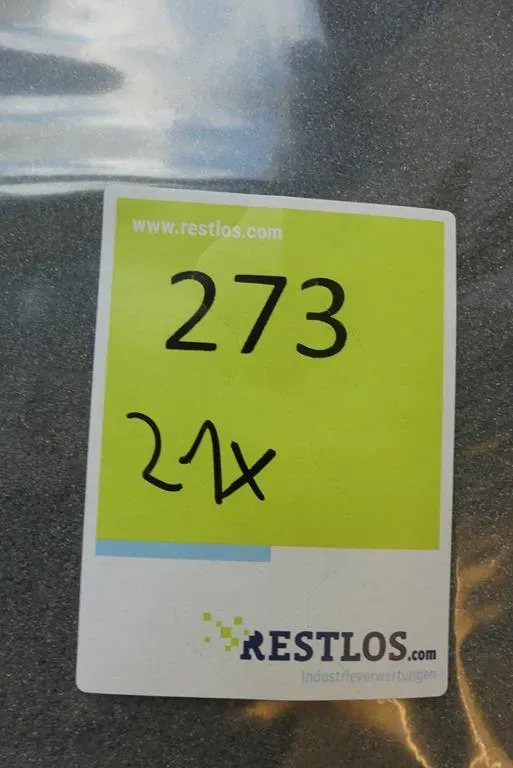 www.restlos.com
273
21x
RESTLOS.com
Industrieverwertungen